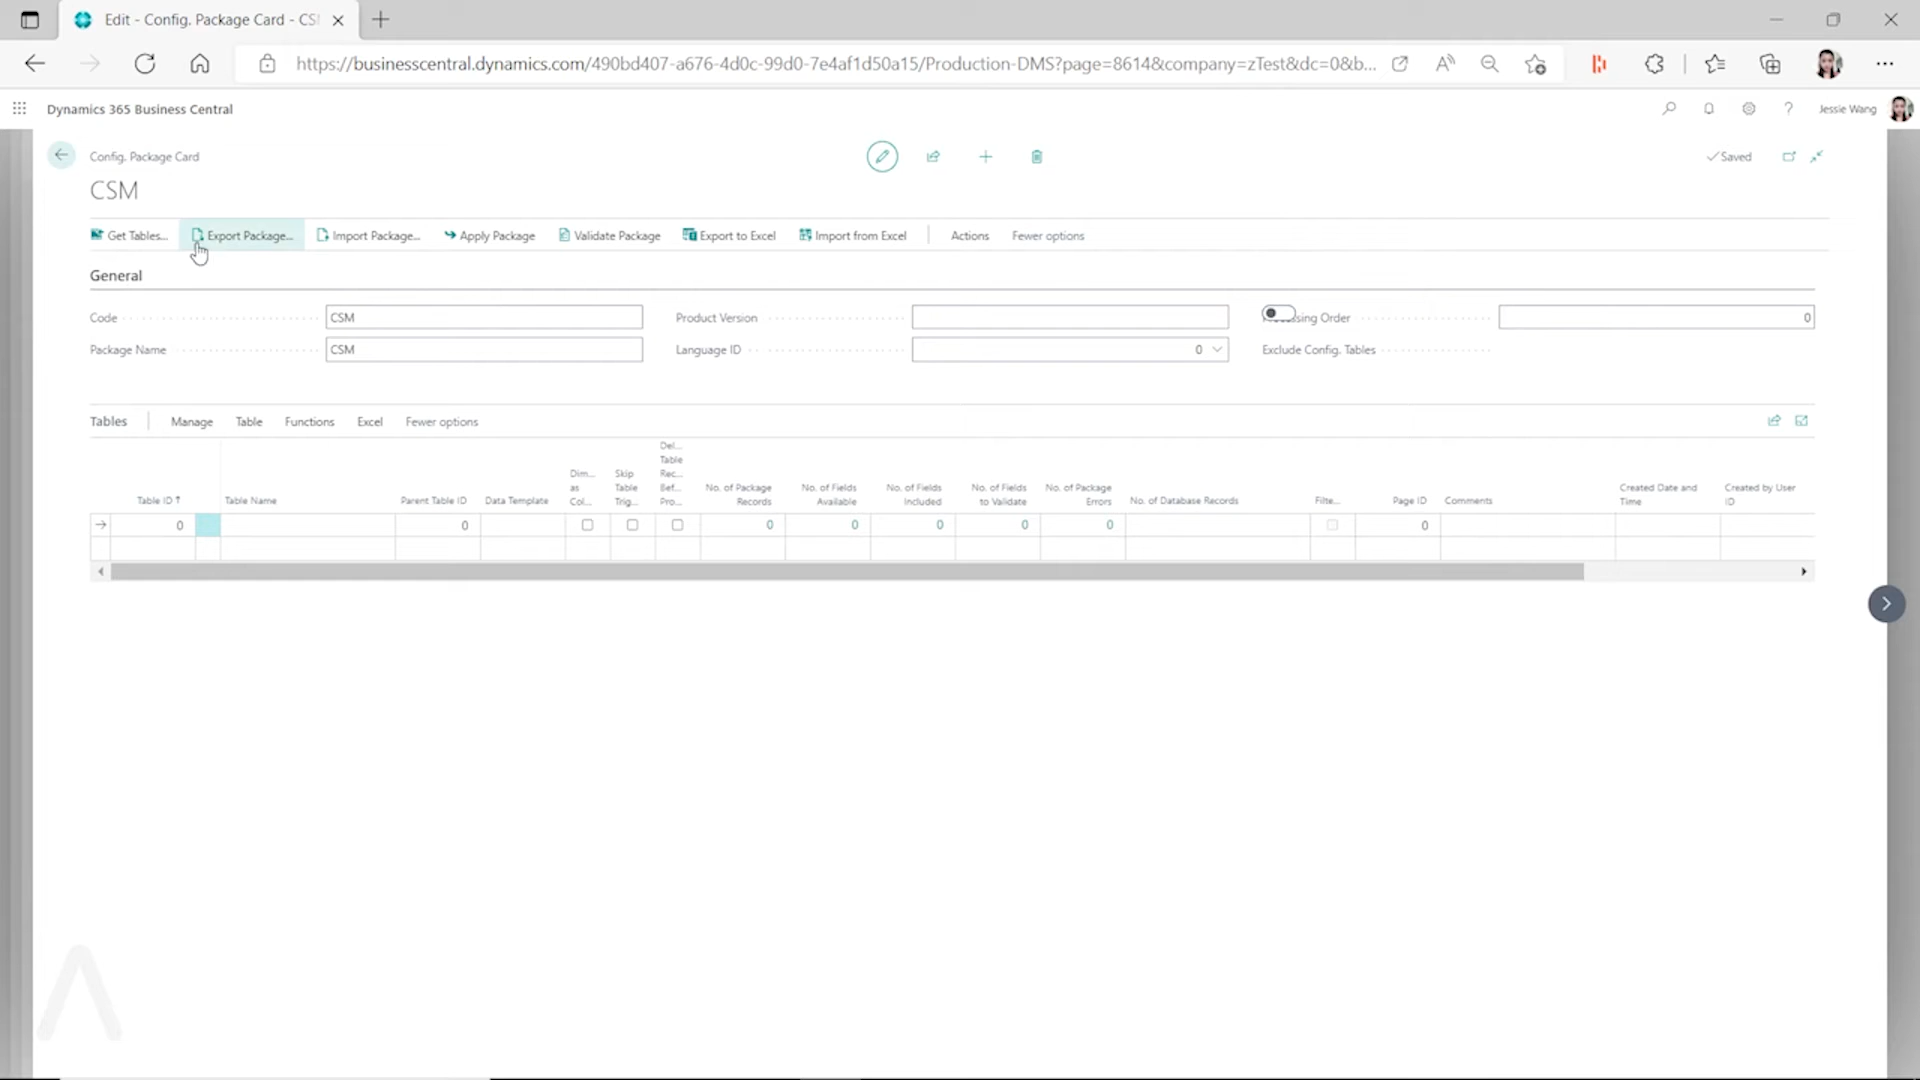 Edit - Config. Package Card - CS
https://businesscentral.dynamics.com/490bd407-a676-4d0c-99d0-7e4af1d50a15/Production-DMS?page=8614&company=zTest&dc=0&b...
Dynamics 365 Business Central
Jessie Wang
Config. Package Card
Saved
CSM
Get Tables... Export Package... Import Package... Apply Package Validate Package Export to Excel Import from Excel Actions Fewer options
General
Code CSM Product Version sing Order 0
Package Name CSM Language ID 0 Exclude Config. Tables
Tables Manage Table Functions Excel Fewer options
Table ID ↑ Table Name Parent Table ID Data Template Dim... as Col... Skip Table Trig... Del... Table Rec... Bef... Pro... No. of Package Records No. of Fields Available No. of Fields Included No. of Fields to Validate No. of Package Errors No. of Database Records Filte... Page ID Comments Created Date and Time Created by User ID
0 0 0 0 0 0 0 0